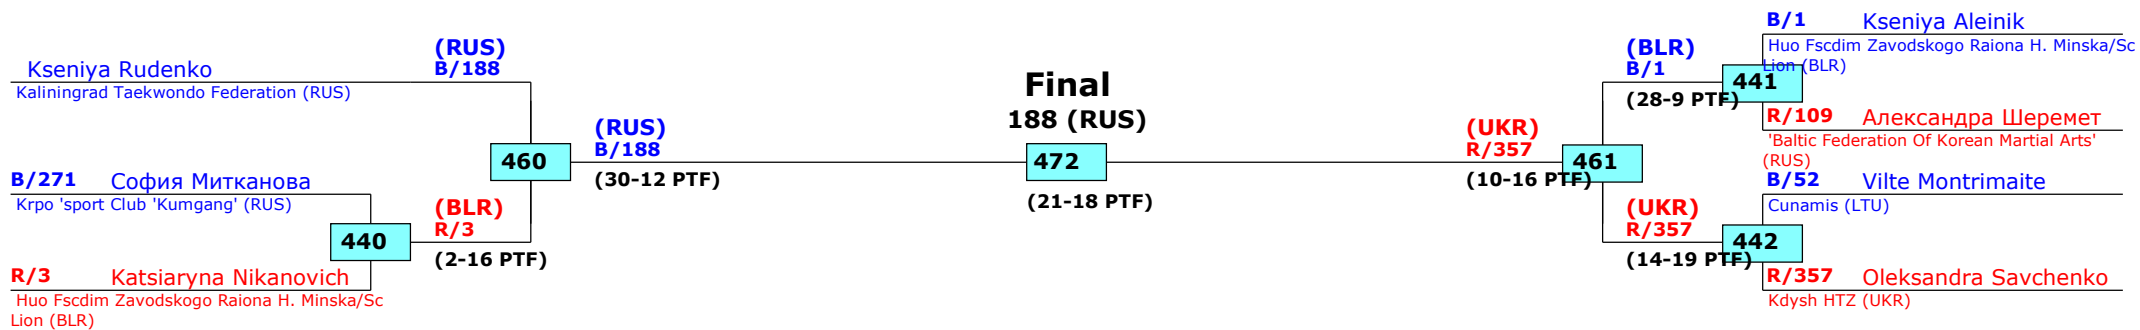 (RUS)
B/188
Kseniya Rudenko
Kaliningrad Taekwondo Federation (RUS)
460
(RUS)
B/188
(30-12 PTF)
B/271 София Митканова
Krpo 'sport Club 'Kumgang' (RUS)
440
(BLR)
R/3
(2-16 PTF)
R/3 Katsiaryna Nikanovich
Huo Fscdim Zavodskogo Raiona H. Minska/Sc
Lion (BLR)
Final
188 (RUS)
472
(21-18 PTF)
(UKR)
R/357
461
(10-16 PTF)
(BLR)
B/1
441
(28-9 PTF)
B/1 Kseniya Aleinik
Huo Fscdim Zavodskogo Raiona H. Minska/Sc
Lion (BLR)
R/109 Александра Шеремет
'Baltic Federation Of Korean Martial Arts'
(RUS)
B/52 Vilte Montrimaite
Cunamis (LTU)
(UKR)
R/357
442
(14-19 PTF)
R/357 Oleksandra Savchenko
Kdysh HTZ (UKR)